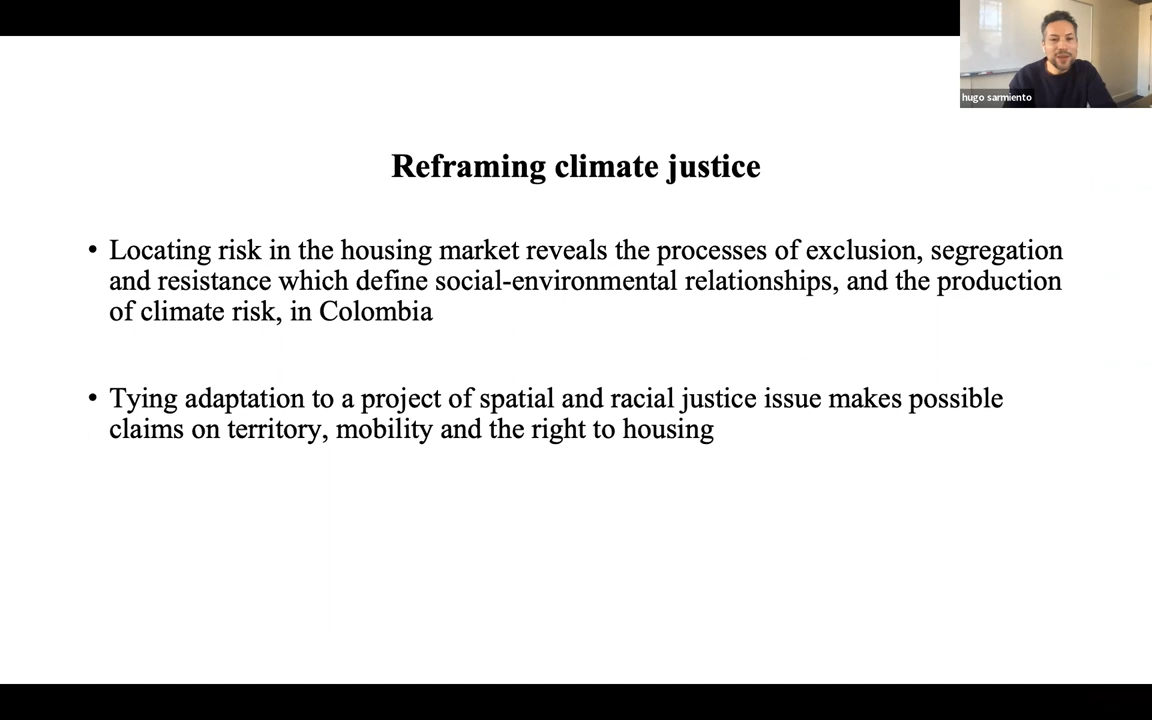 hugo sarmiento
Reframing climate justice
• Locating risk in the housing market reveals the processes of exclusion, segregation
and resistance which define social-environmental relationships, and the production
of climate risk, in Colombia
• Tying adaptation to a project of spatial and racial justice issue makes possible
claims on territory, mobility and the right to housing